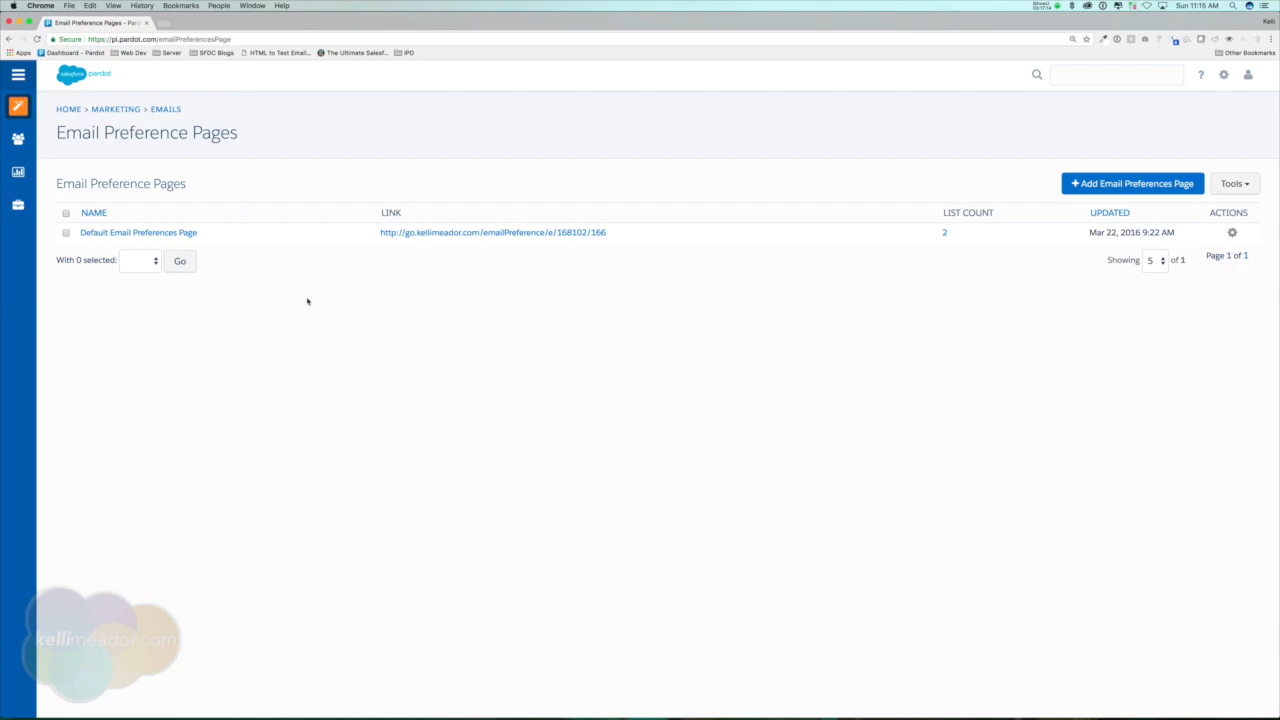 Chrome File Edit View History Bookmarks People Window Help
Sun 11:15 AM
Email Preference Pages - Pard
Kelli
Secure https://pi.pardot.com/emailPreferencesPage
Apps Dashboard - Pardot Web Dev Server SFDC Blogs HTML to Text Email... The Ultimate Salesf... IPD Other Bookmarks
salesforce pardot
?
HOME > MARKETING > EMAILS
Email Preference Pages
Email Preference Pages
+ Add Email Preferences Page Tools
NAME LINK LIST COUNT UPDATED ACTIONS
Default Email Preferences Page http://go.kellimeador.com/emailPreference/e/168102/166 2 Mar 22, 2016 9:22 AM
With 0 selected: Go Showing 5 of 1 Page 1 of 1
kellimeador.com